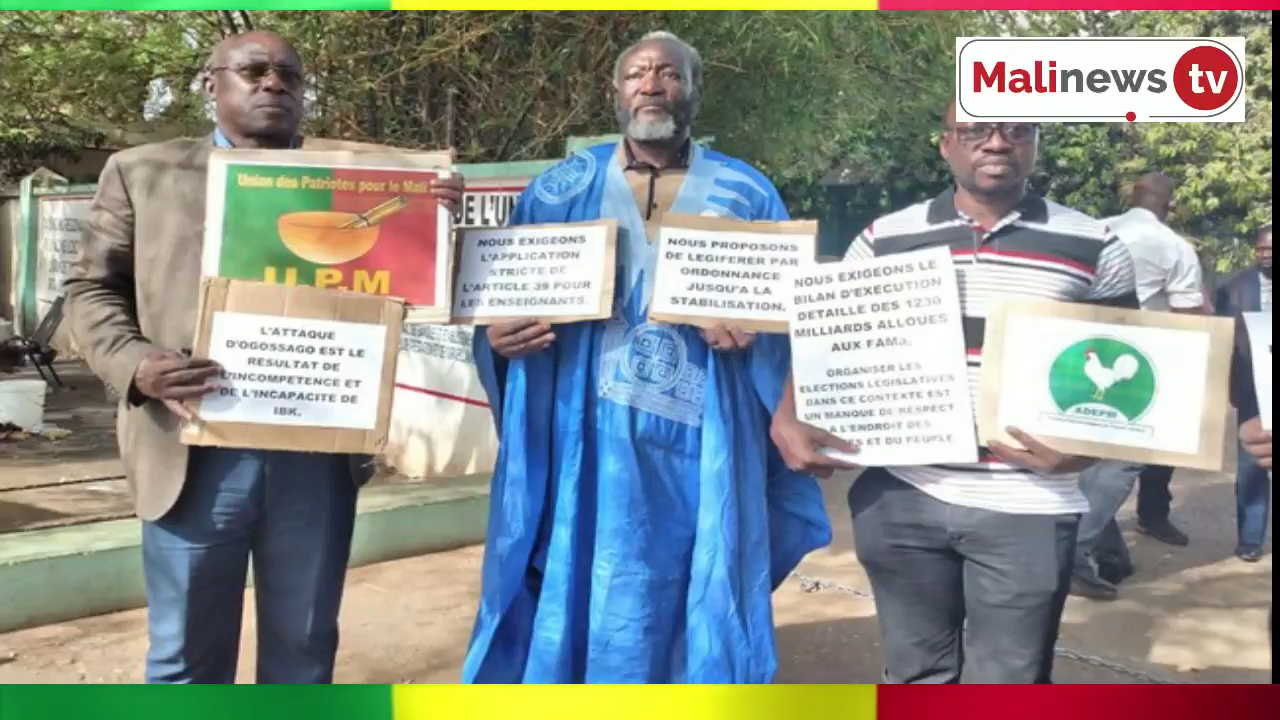 Malinews tv
Union des Patriotes pour le Mali
U.P.M
DE L'UN
L'ATTAQUE
D'OGOSSAGO EST LE
RESULTAT DE
L'INCOMPETENCE ET
DE L'INCAPACITE DE
IBK.
NOUS EXIGEONS
L'APPLICATION
STRICTE DE
L'ARTICLE 39 POUR
LES ENSEIGNANTS.
NOUS PROPOSONS
DE LEGIFERER PAR
ORDONNANCE
JUSQU'A LA
STABILISATION.
NOUS EXIGEONS LE
BILAN D'EXECUTION
DETAILLE DES 1230
MILLIARDS ALLOUES
AUX FAMa.
ORGANISER LES
ELECTIONS LEGISLATIVES
DANS CE CONTEXTE EST
UN MANQUE DE RESPECT
A L'ENDROIT DES
ET DU PEUPLE.
ADEPM